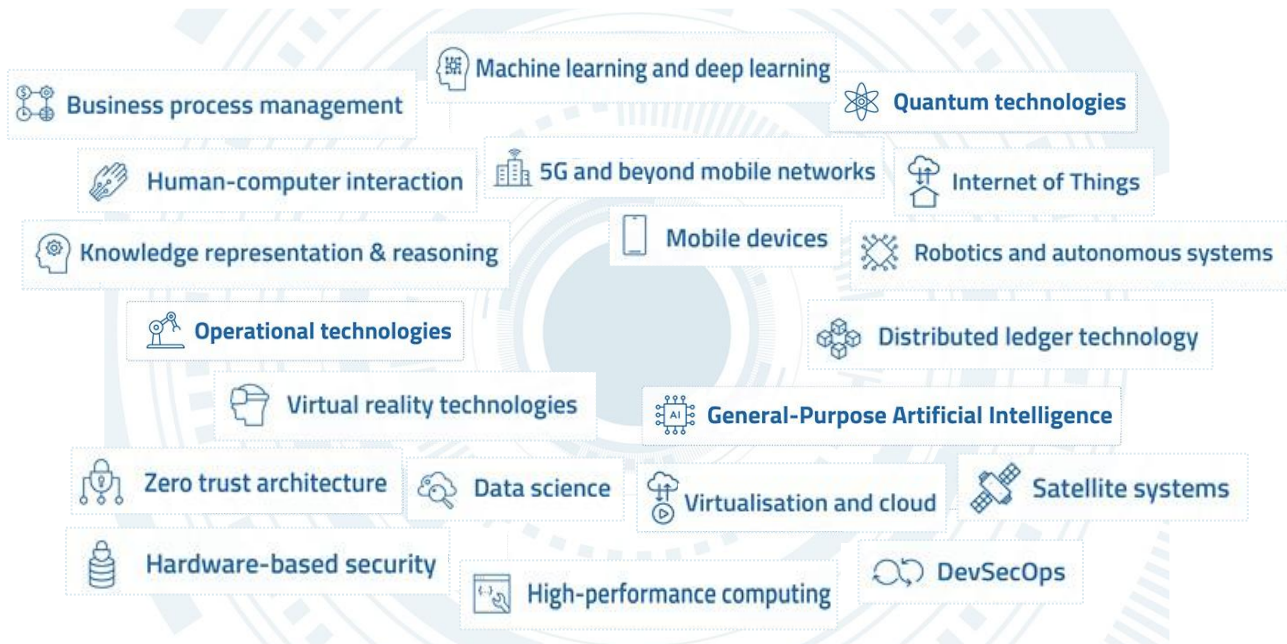 Machine learning and deep learning
Business process management
Quantum technologies
Human-computer interaction
5G and beyond mobile networks
Internet of Things
Knowledge representation & reasoning
Mobile devices
Robotics and autonomous systems
Operational technologies
Distributed ledger technology
Virtual reality technologies
AI
General-Purpose Artificial Intelligence
Zero trust architecture
Data science
Virtualisation and cloud
Satellite systems
Hardware-based security
High-performance computing
DevSecOps